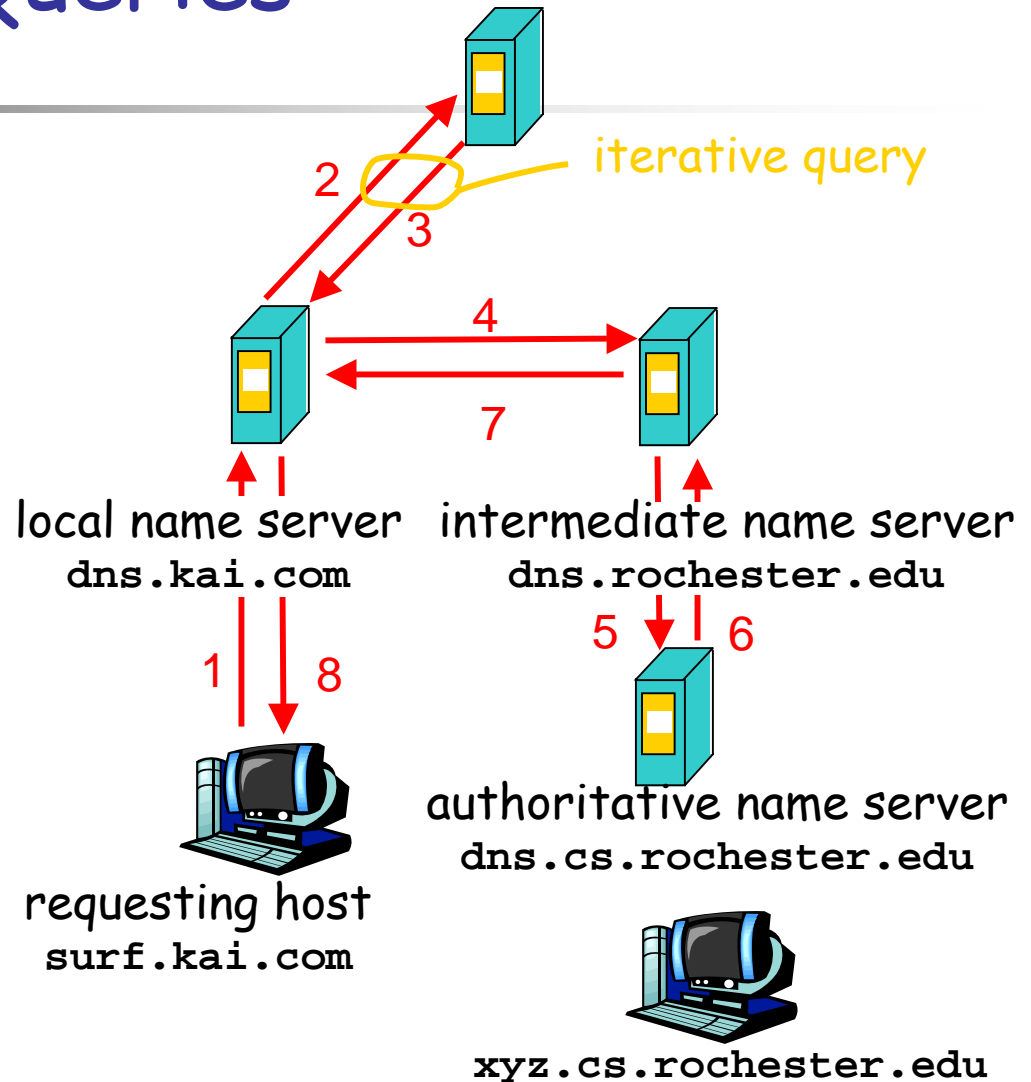 queries
iterative query
2
3
4
7
local name server
dns.kai.com
intermediate name server
dns.rochester.edu
5
6
1
8
authoritative name server
dns.cs.rochester.edu
requesting host
surf.kai.com
xyz.cs.rochester.edu